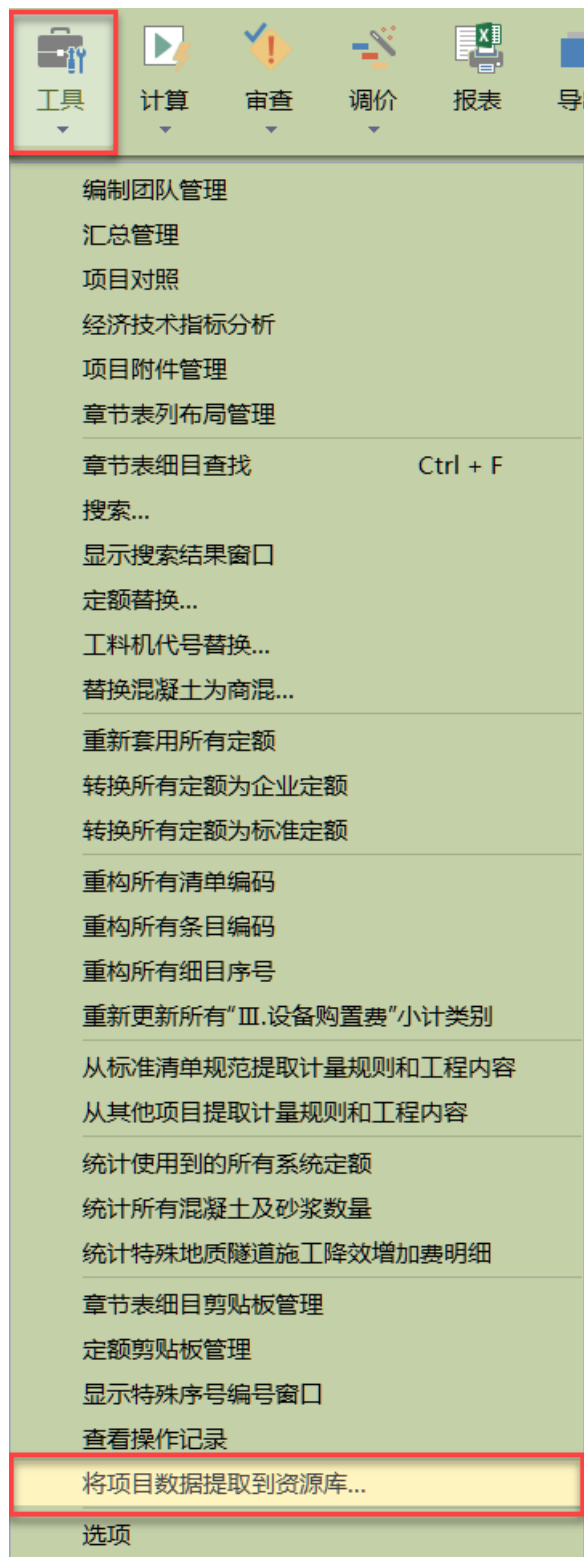 工具 计算 审查 调价 报表
编制团队管理
汇总管理
项目对照
经济技术指标分析
项目附件管理
章节表列布局管理
章节表细目查找 Ctrl + F
搜索...
显示搜索结果窗口
定额替换...
工料机代号替换...
替换混凝土为商混...
重新套用所有定额
转换所有定额为企业定额
转换所有定额为标准定额
重构所有清单编码
重构所有条目编码
重构所有细目序号
重新更新所有“Ⅲ.设备购置费”小计类别
从标准清单规范提取计量规则和工程内容
从其他项目提取计量规则和工程内容
统计使用到的所有系统定额
统计所有混凝土及砂浆数量
统计特殊地质隧道施工降效增加费明细
章节表细目剪贴板管理
定额剪贴板管理
显示特殊序号编号窗口
查看操作记录
将项目数据提取到资源库...
选项